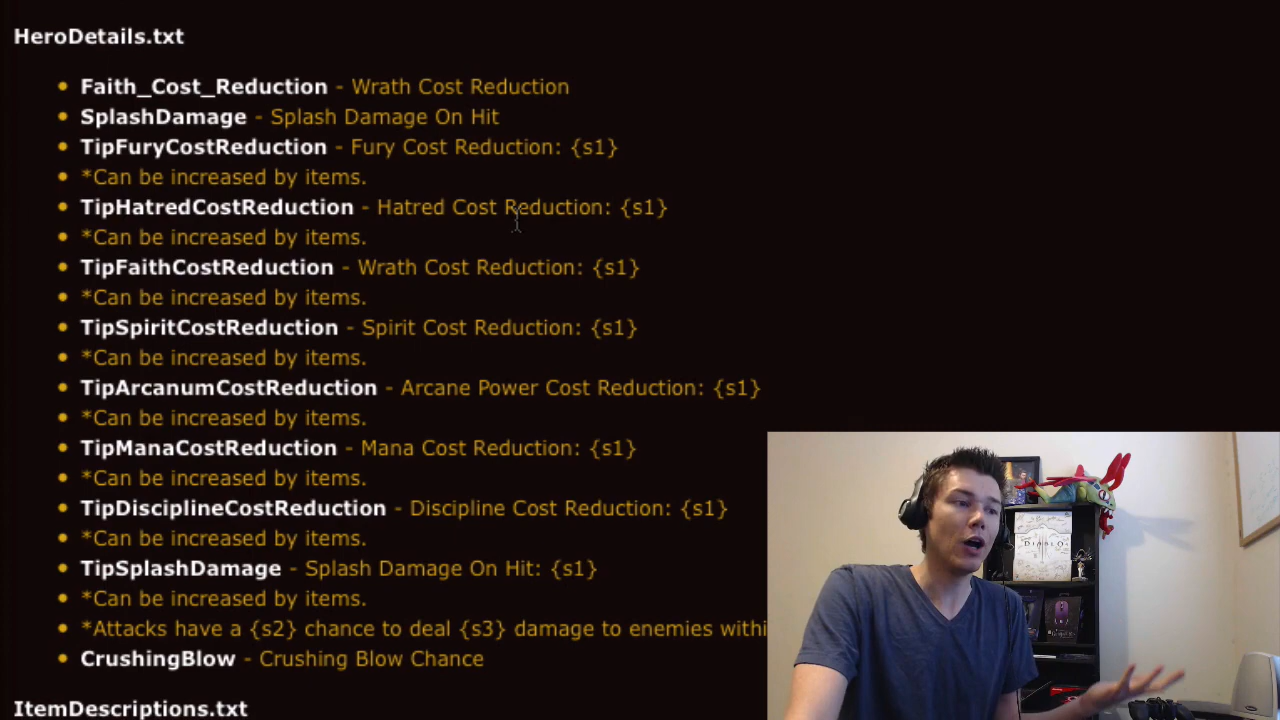 HeroDetails.txt
• Faith_Cost_Reduction - Wrath Cost Reduction
• SplashDamage - Splash Damage On Hit
• TipFuryCostReduction - Fury Cost Reduction: {s1}
• *Can be increased by items.
• TipHatredCostReduction - Hatred Cost Reduction: {s1}
• *Can be increased by items.
• TipFaithCostReduction - Wrath Cost Reduction: {s1}
• *Can be increased by items.
• TipSpiritCostReduction - Spirit Cost Reduction: {s1}
• *Can be increased by items.
• TipArcanumCostReduction - Arcane Power Cost Reduction: {s1}
• *Can be increased by items.
• TipManaCostReduction - Mana Cost Reduction: {s1}
• *Can be increased by items.
• TipDisciplineCostReduction - Discipline Cost Reduction: {s1}
• *Can be increased by items.
• TipSplashDamage - Splash Damage On Hit: {s1}
• *Can be increased by items.
• *Attacks have a {s2} chance to deal {s3} damage to enemies withi
• CrushingBlow - Crushing Blow Chance
ItemDescriptions.txt
DIABLO